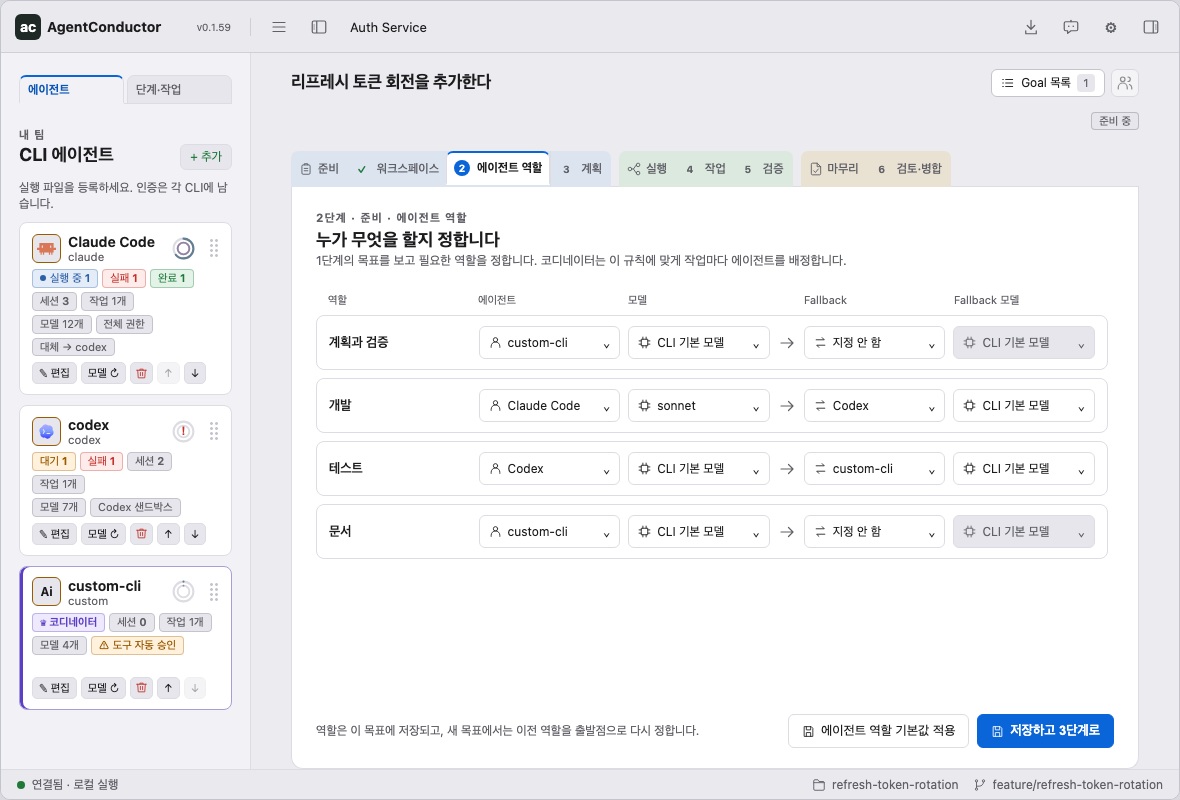 ac AgentConductor v0.1.59 Auth Service
에이전트 단계·작업
내 팀
CLI 에이전트
+ 추가
실행 파일을 등록하세요. 인증은 각 CLI에 남
습니다.
Claude Code
claude
실행 중 1 실패 1 완료 1
세션 3 작업 1개
모델 12개 전체 권한
대체 → codex
✎ 편집 모델 ↻ ↑ ↓
codex
codex
대기 1 실패 1 세션 2
작업 1개
모델 7개 Codex 샌드박스
✎ 편집 모델 ↻ ↑ ↓
Ai custom-cli
custom
♛ 코디네이터 세션 0 작업 1개
모델 4개 ⚠ 도구 자동 승인
✎ 편집 모델 ↻ ↑ ↓
리프레시 토큰 회전을 추가한다
Goal 목록 1
준비 중
준비 ✓ 워크스페이스 2 에이전트 역할 3 계획 실행 4 작업 5 검증 마무리 6 검토·병합
2단계 · 준비 · 에이전트 역할
누가 무엇을 할지 정합니다
1단계의 목표를 보고 필요한 역할을 정합니다. 코디네이터는 이 규칙에 맞게 작업마다 에이전트를 배정합니다.
역할 에이전트 모델 Fallback Fallback 모델
계획과 검증 custom-cli CLI 기본 모델 → 지정 안 함 CLI 기본 모델
개발 Claude Code sonnet → Codex CLI 기본 모델
테스트 Codex CLI 기본 모델 → custom-cli CLI 기본 모델
문서 custom-cli CLI 기본 모델 → 지정 안 함 CLI 기본 모델
역할은 이 목표에 저장되고, 새 목표에서는 이전 역할을 출발점으로 다시 정합니다.
에이전트 역할 기본값 적용 저장하고 3단계로
연결됨 · 로컬 실행 refresh-token-rotation feature/refresh-token-rotation